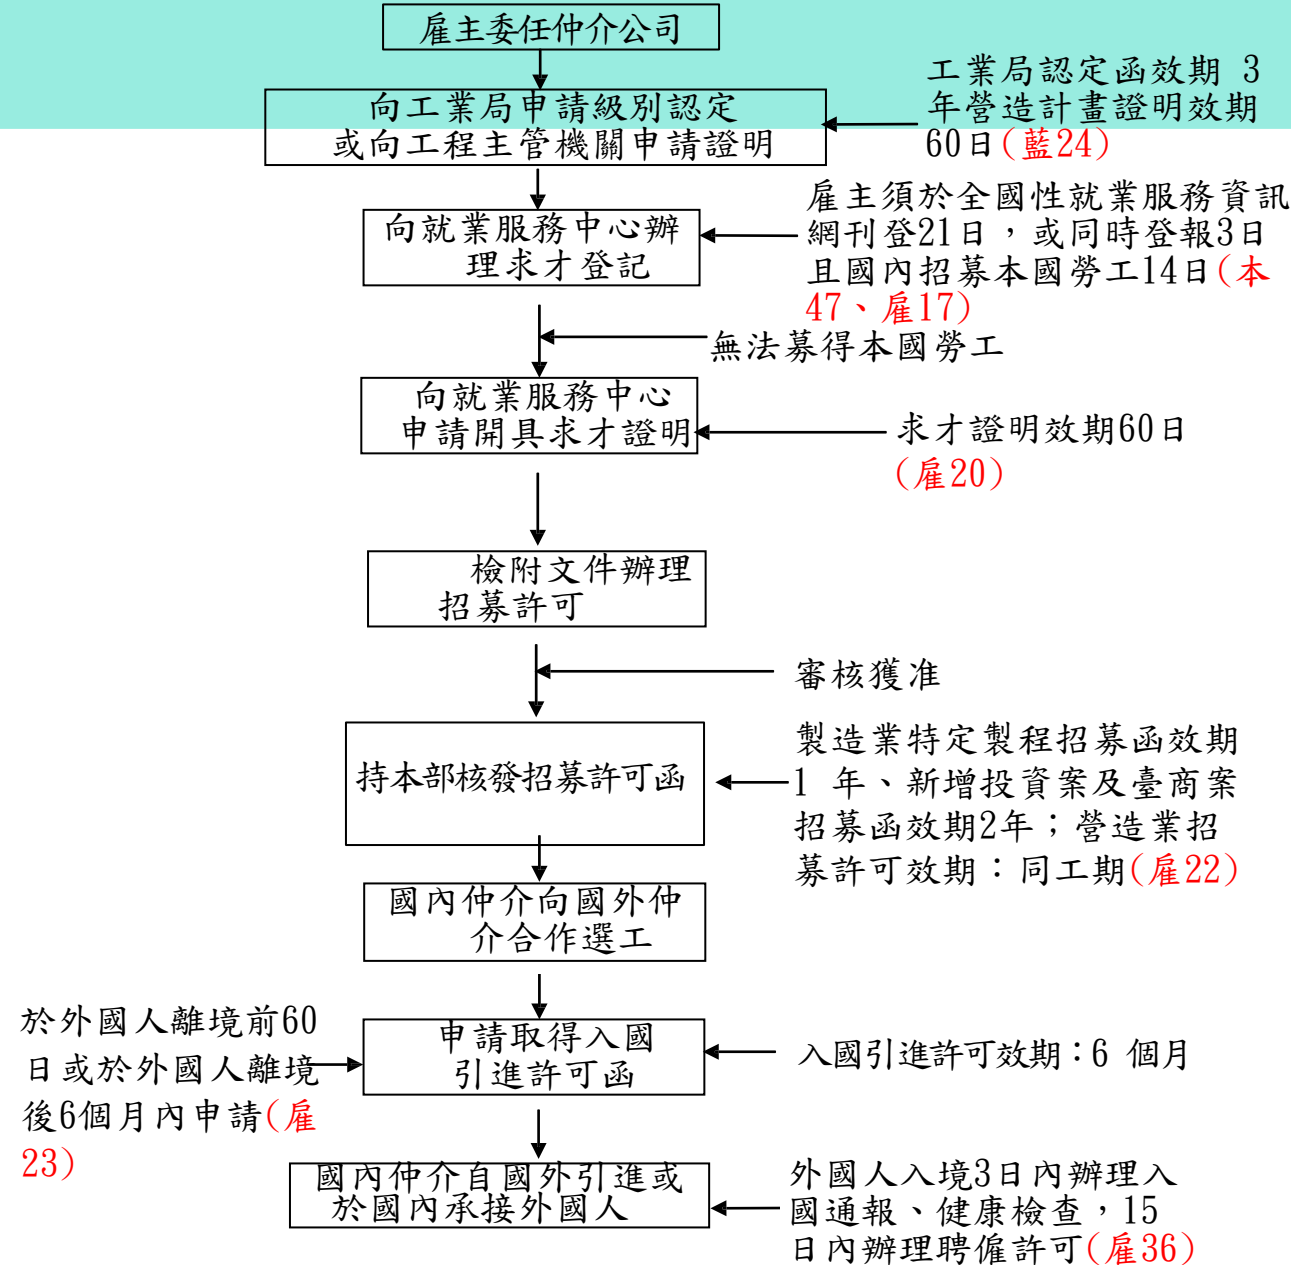 雇主委任仲介公司
向工業局申請級別認定
或向工程主管機關申請證明
工業局認定函效期 3
年營造計畫證明效期
60日(藍24)
向就業服務中心辦
理求才登記
雇主須於全國性就業服務資訊
網刊登21日，或同時登報3日
且國內招募本國勞工14日(本
47、雇17)
無法募得本國勞工
向就業服務中心
申請開具求才證明
求才證明效期60日
(雇20)
檢附文件辦理
招募許可
審核獲准
持本部核發招募許可函
製造業特定製程招募函效期
1 年、新增投資案及臺商案
招募函效期2年；營造業招
募許可效期：同工期(雇22)
國內仲介向國外仲
介合作選工
於外國人離境前60
日或於外國人離境
後6個月內申請(雇
23)
申請取得入國
引進許可函
入國引進許可效期：6 個月
國內仲介自國外引進或
於國內承接外國人
外國人入境3日內辦理入
國通報、健康檢查，15
日內辦理聘僱許可(雇36)